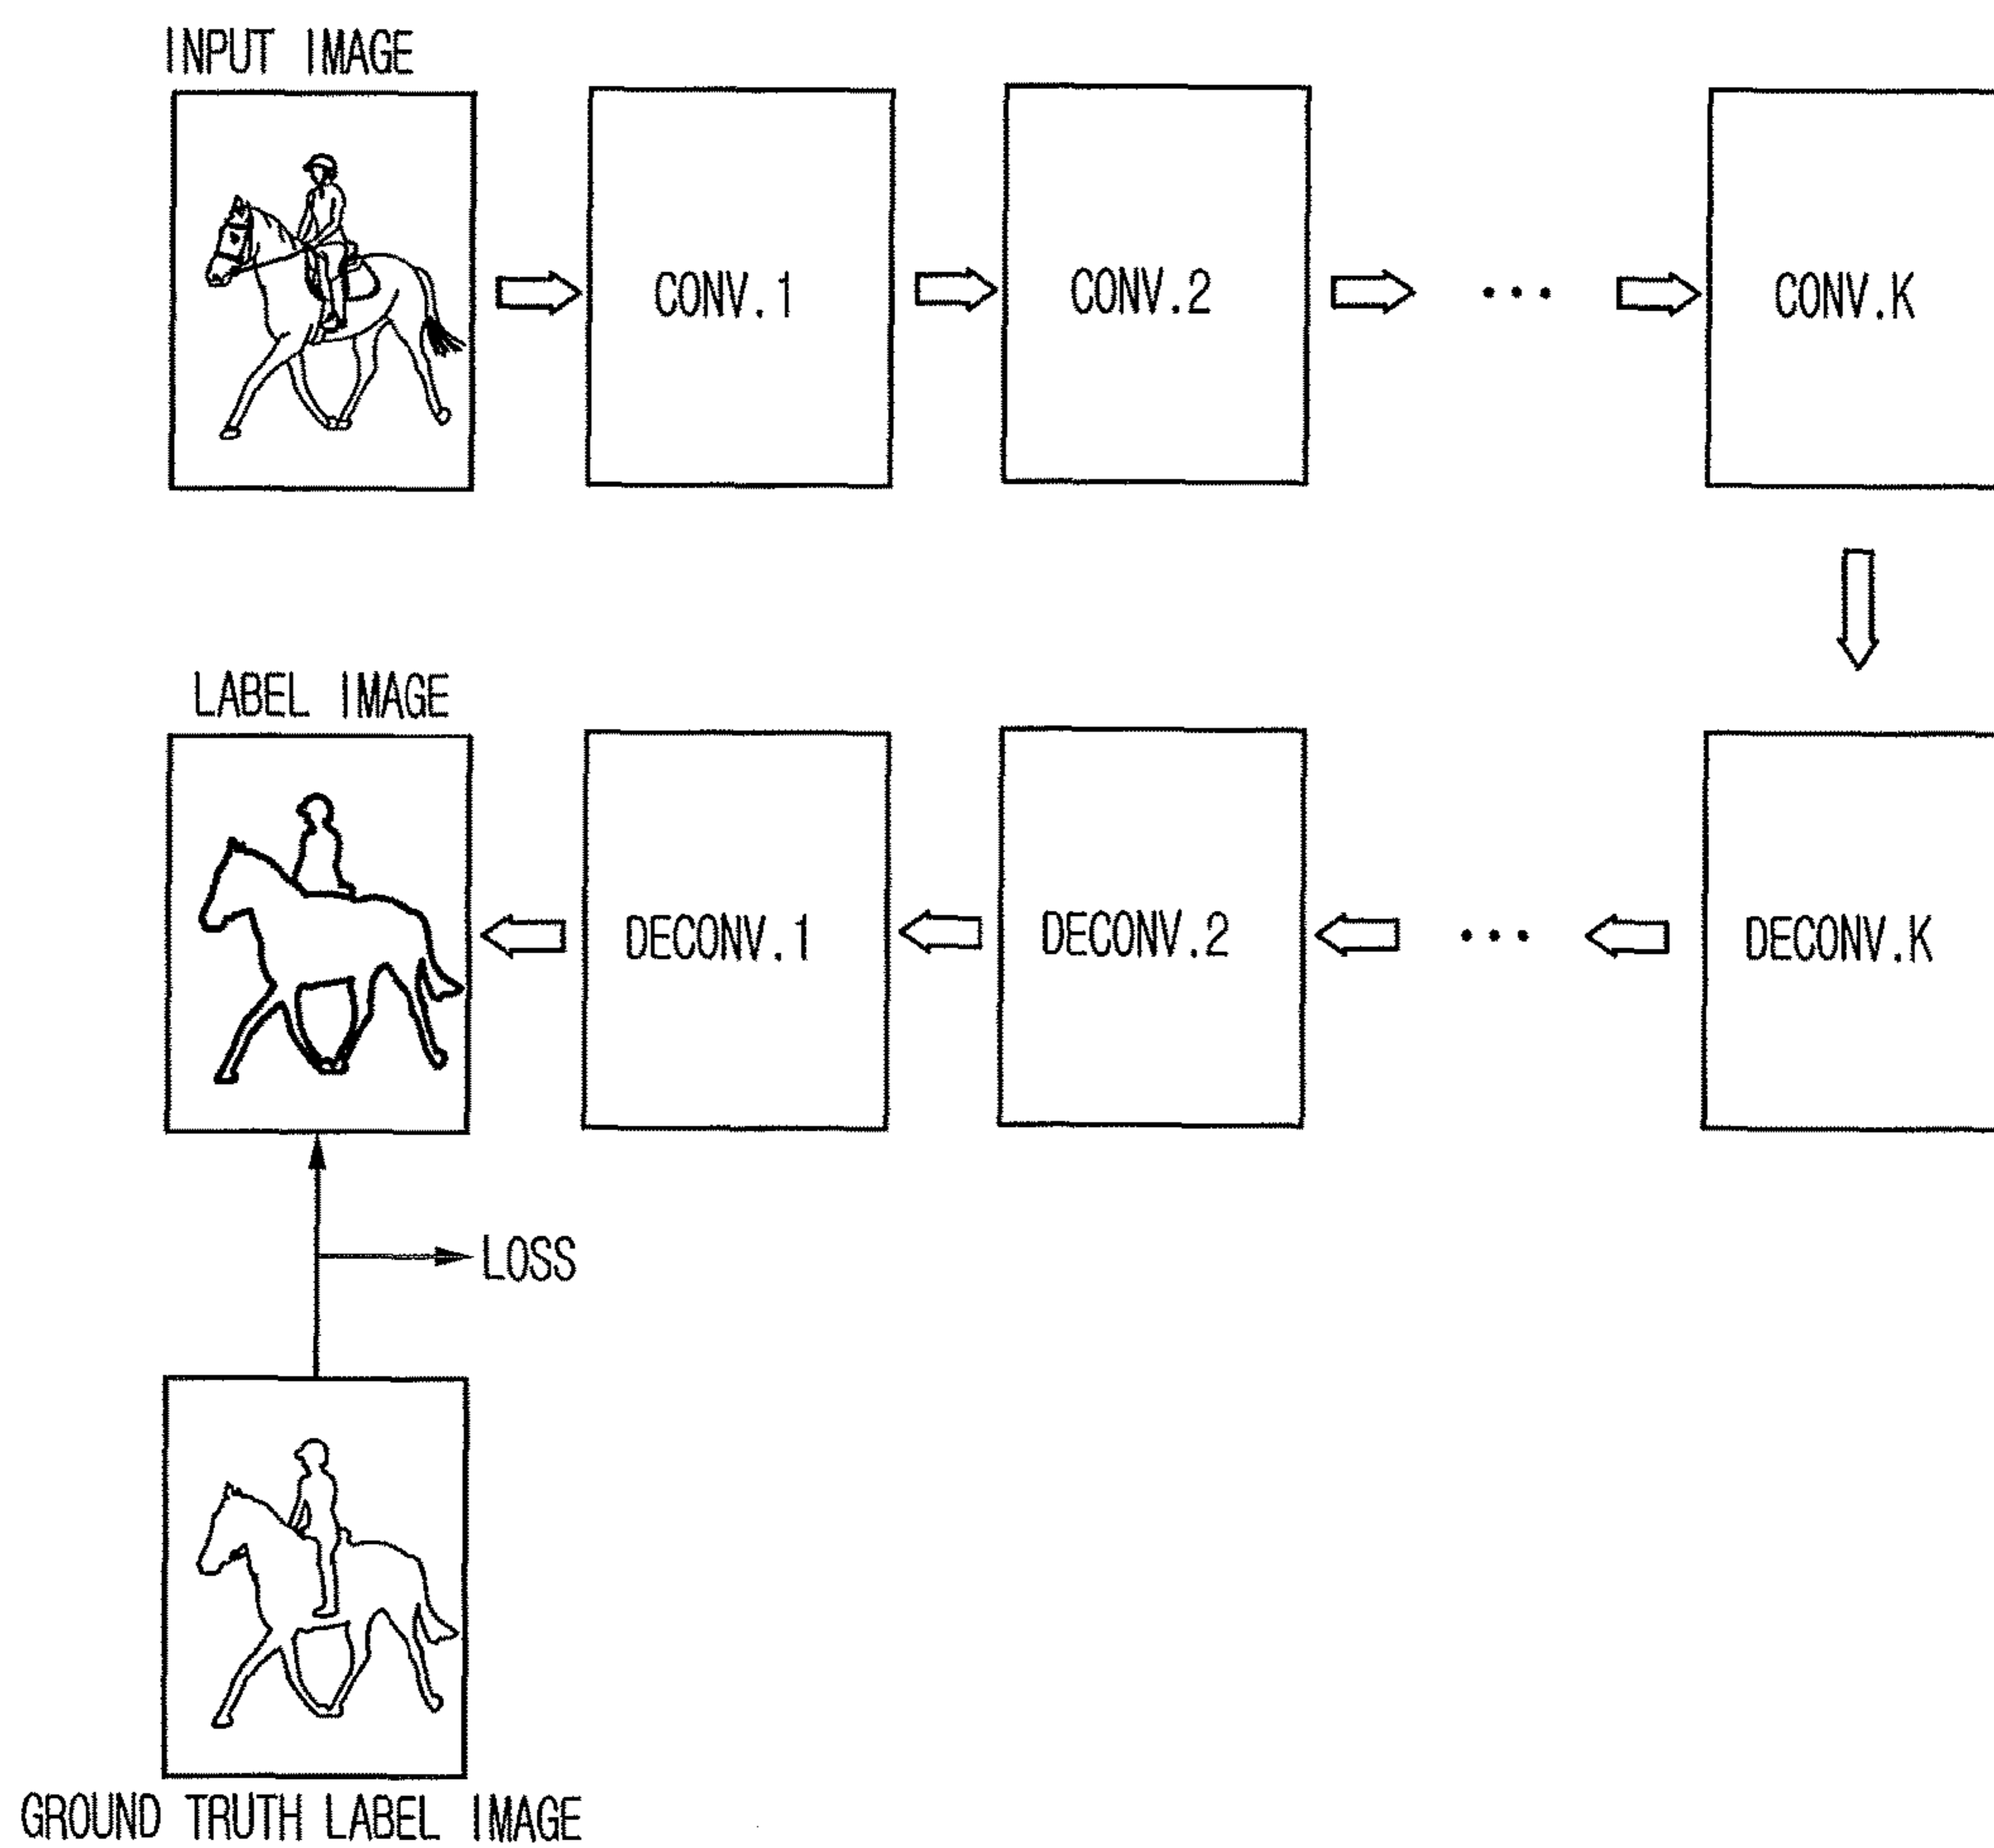 INPUT IMAGE
CONV.1
CONV.2
...
CONV.K
LABEL IMAGE
DECONV.1
DECONV.2
...
DECONV.K
LOSS
GROUND TRUTH LABEL IMAGE